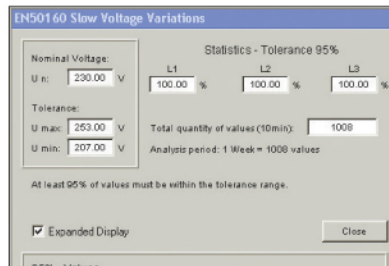 EN50160 Slow Voltage Variations
Statistics - Tolerance 95%
Nominal Voltage:
U n: 230.00 V
L1 L2 L3
100.00 % 100.00 % 100.00 %
Tolerance:
U max: 253.00 V
U min: 207.00 V
Total quantity of values (10min): 1008
Analysis period: 1 Week = 1008 values
At least 95% of values must be within the tolerance range.
Expanded Display
Close